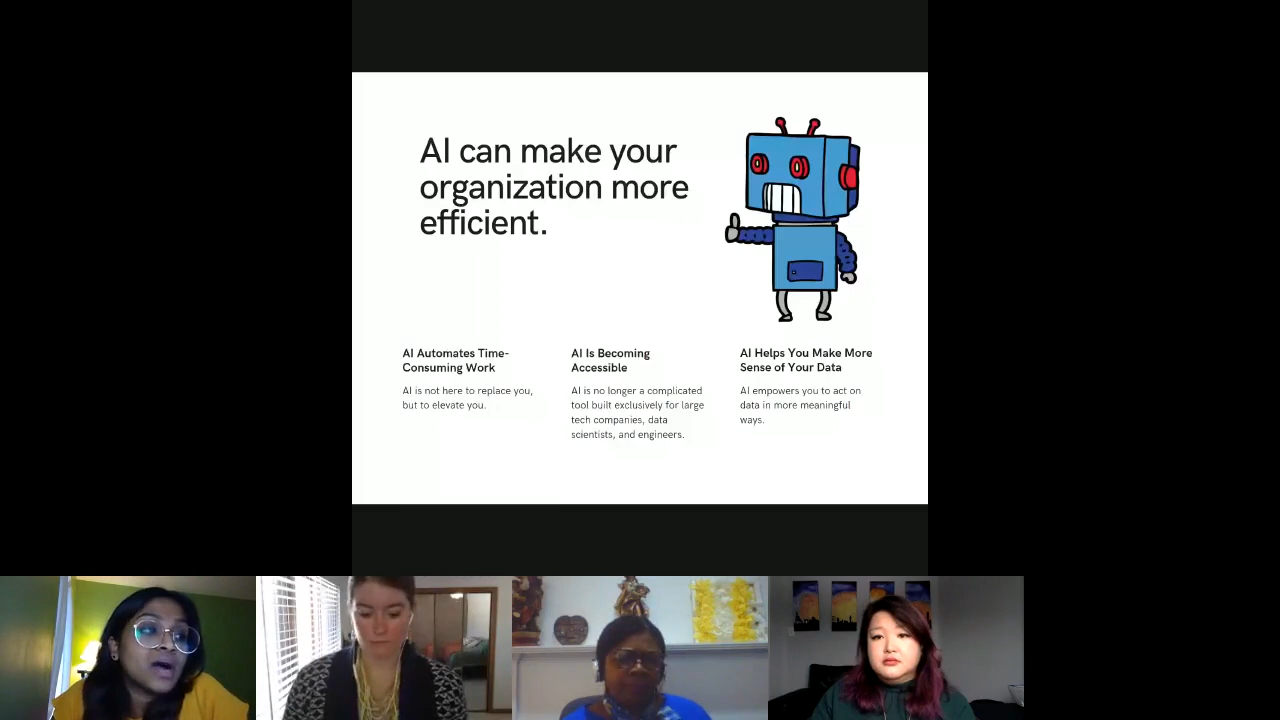 AI can make your
organization more
efficient.
AI Automates Time-
Consuming Work
AI is not here to replace you,
but to elevate you.
AI Is Becoming
Accessible
AI is no longer a complicated
tool built exclusively for large
tech companies, data
scientists, and engineers.
AI Helps You Make More
Sense of Your Data
AI empowers you to act on
data in more meaningful
ways.